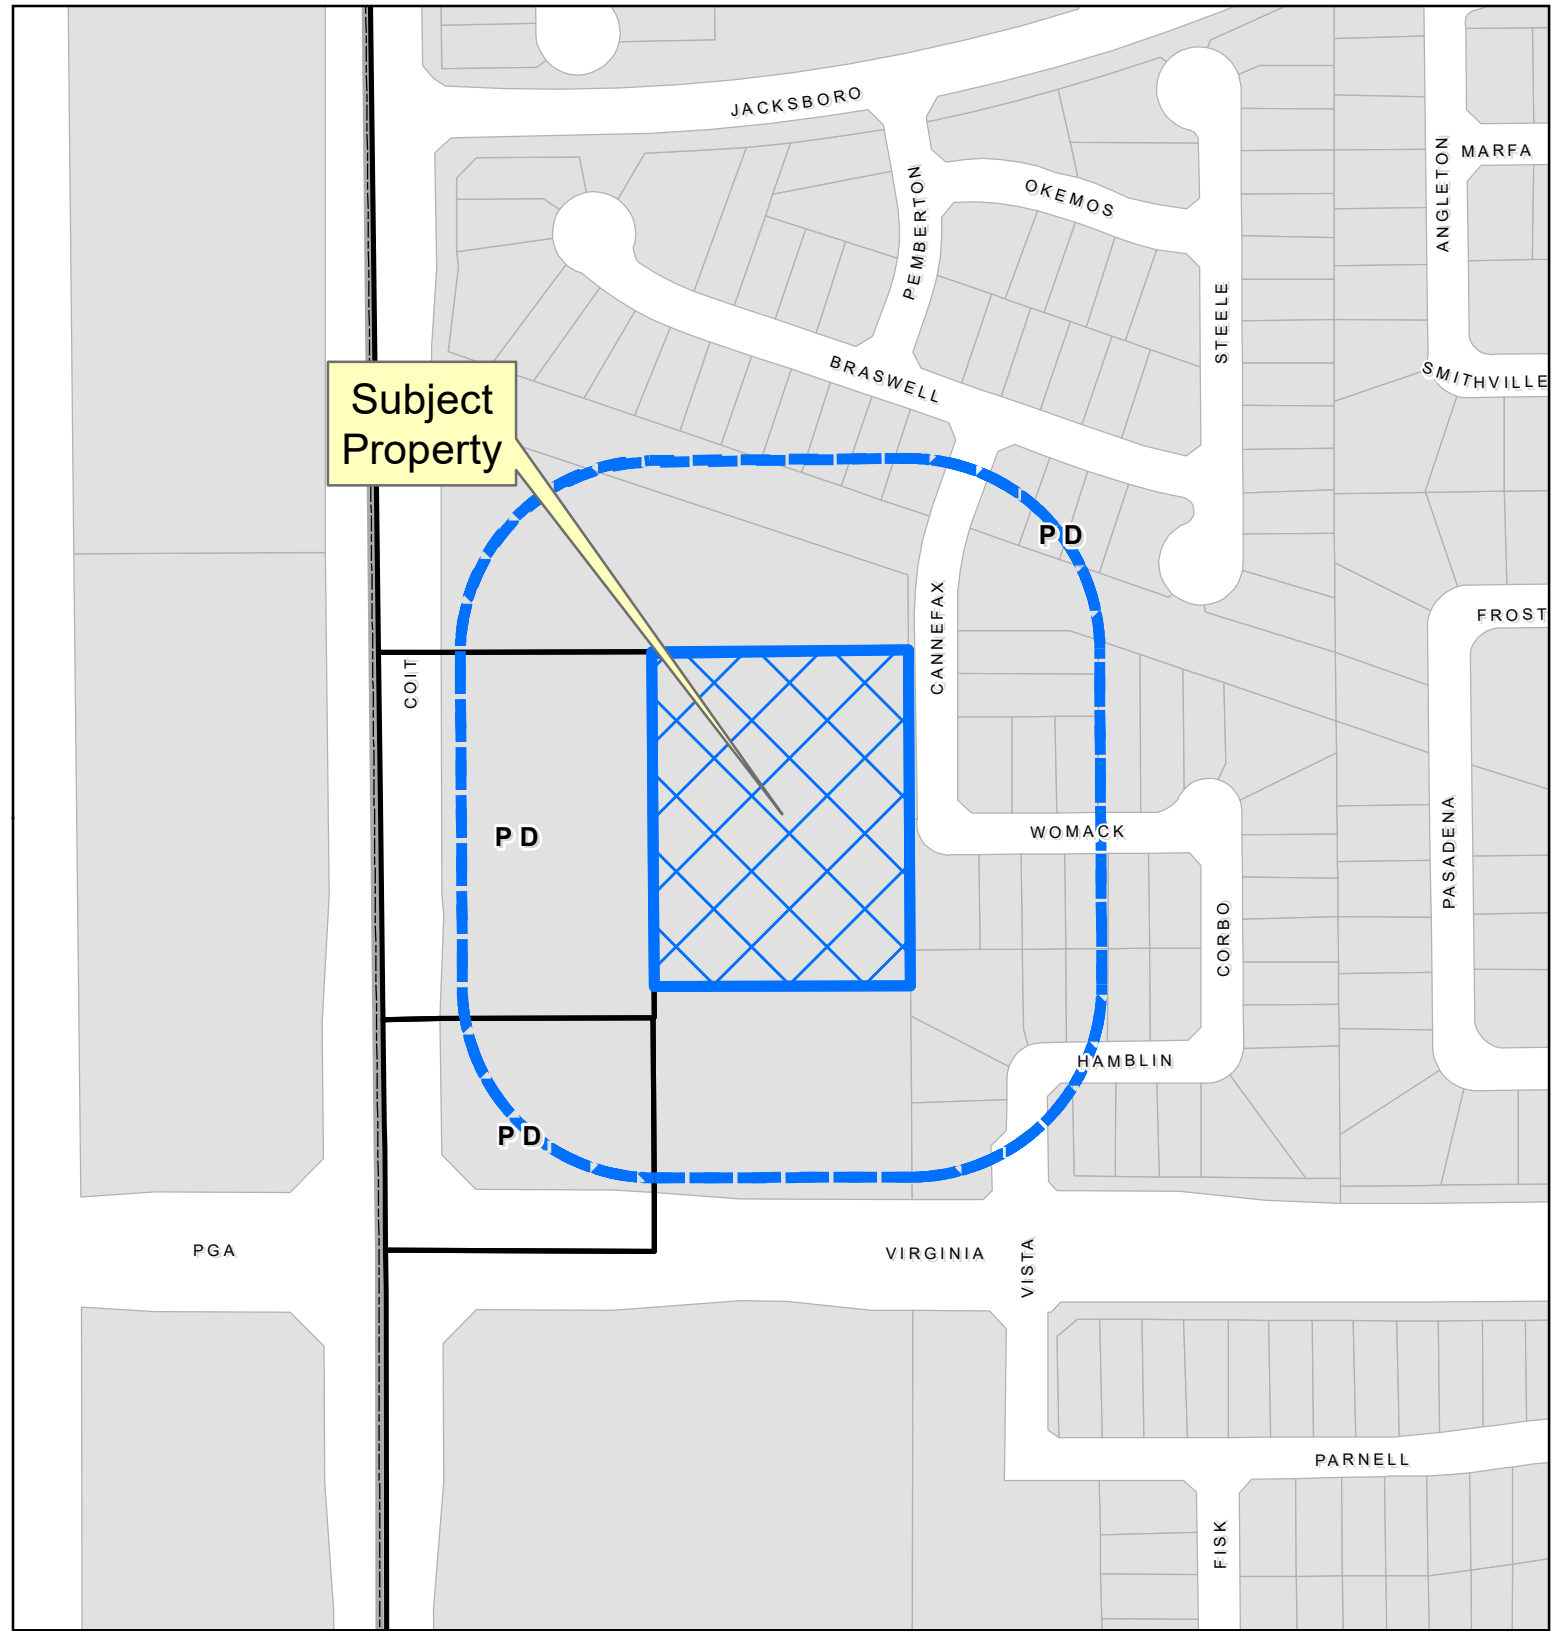 JACKSBORO
MARFA
ANGLETON
OKEMOS
PEMBERTON
STEELE
BRASWELL
SMITHVILLE
Subject
Property
PD
CANNEFAX
FROST
COIT
WOMACK
PD
PASADENA
CORBO
HAMBLIN
PD
PGA
VIRGINIA
VISTA
PARNELL
FISK